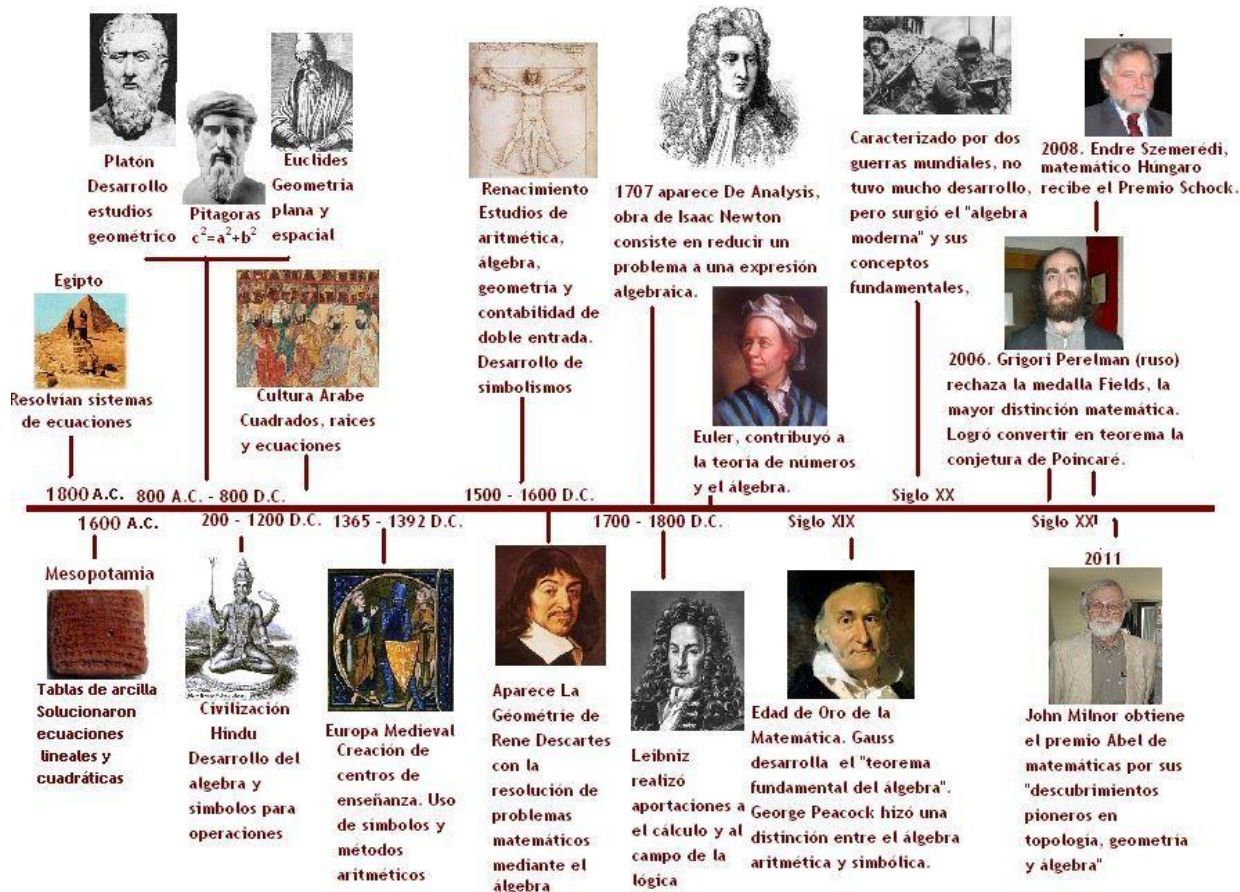 Platón
Desarrollo
estudios
geométrico
Pitagoras
c²=a²+b²
Euclides
Geometria
plana y
espacial
Egipto
Resolvían sistemas
de ecuaciones
Cultura Arabe
Cuadrados, raices
y ecuaciones
Renacimiento
Estudios de
aritmética,
álgebra,
geometría y
contabilidad de
doble entrada.
Desarrollo de
simbolismos
1707 aparece De Analysis,
obra de Isaac Newton
consiste en reducir un
problema a una expresión
algebraica.
Euler, contribuyó a
la teoría de números
y el álgebra.
Caracterizado por dos
guerras mundiales, no
tuvo mucho desarrollo,
pero surgió el "algebra
moderna" y sus
conceptos
fundamentales,
2008. Endre Szemerédi,
matemático Húngaro
recibe el Premio Schock.
2006. Grigori Perelman (ruso)
rechaza la medalla Fields, la
mayor distinción matemática.
Logró convertir en teorema la
conjetura de Poincaré.
1800 A.C.
800 A.C. - 800 D.C.
1500 - 1600 D.C.
Siglo XX
1600 A.C.
200 - 1200 D.C.
1365 - 1392 D.C.
1700 - 1800 D.C.
Siglo XIX
Siglo XXI
Mesopotamia
Tablas de arcilla
Solucionaron
ecuaciones
lineales y
cuadráticas
Civilización
Hindu
Desarrollo del
algebra y
simbolos para
operaciones
Europa Medieval
Creación de
centros de
enseñanza. Uso
de símbolos y
métodos
aritméticos
Aparece La
Géométrie de
Rene Descartes
con la
resolución de
problemas
matemáticos
mediante el
álgebra
Leibniz
realizó
aportaciones a
el cálculo y al
campo de la
lógica
Edad de Oro de la
Matemática. Gauss
desarrolla el "teorema
fundamental del álgebra".
George Peacock hizó una
distinción entre el álgebra
aritmética y simbólica.
2011
John Milnor obtiene
el premio Abel de
matemáticas por sus
"descubrimientos
pioneros en
topología, geometría
y álgebra"